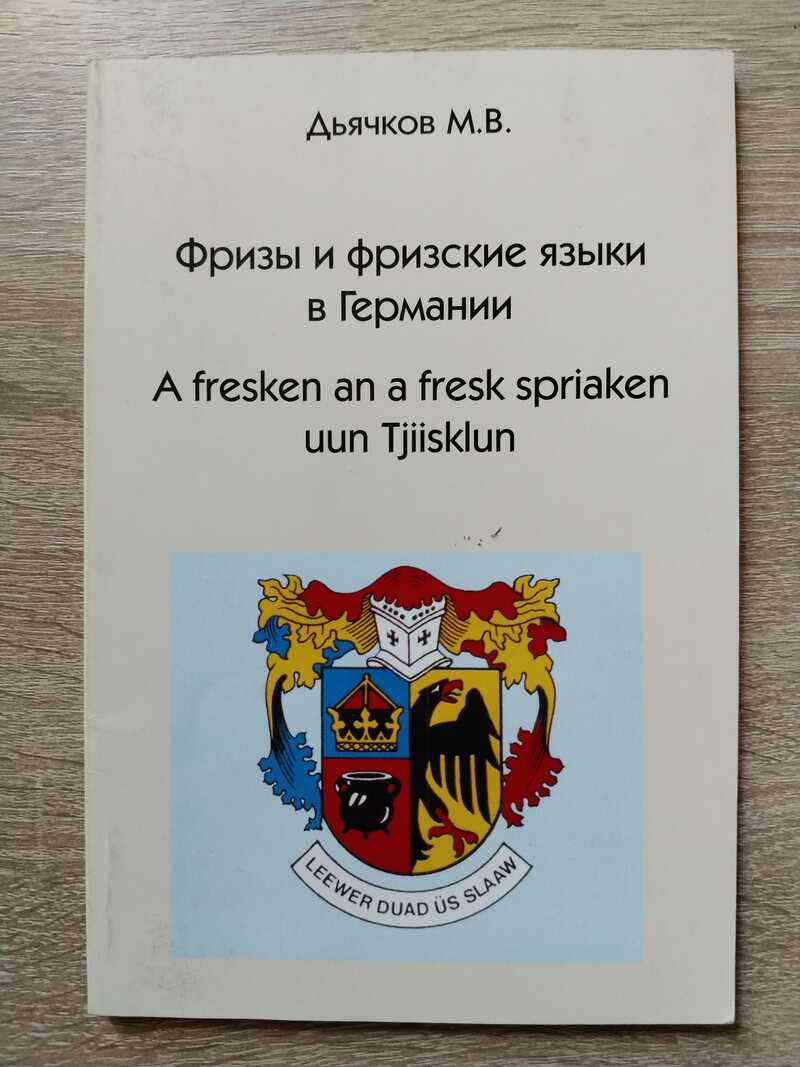 Дьячков М.В.
Фризы и фризские языки
в Германии
A fresken an a fresk spriaken
uun Tjiisklun
LEEWER DUAD ÜS SLAAW